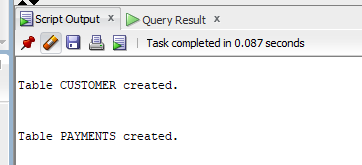 Script Output x Query Result x
Task completed in 0.087 seconds
Table CUSTOMER created.
Table PAYMENTS created.